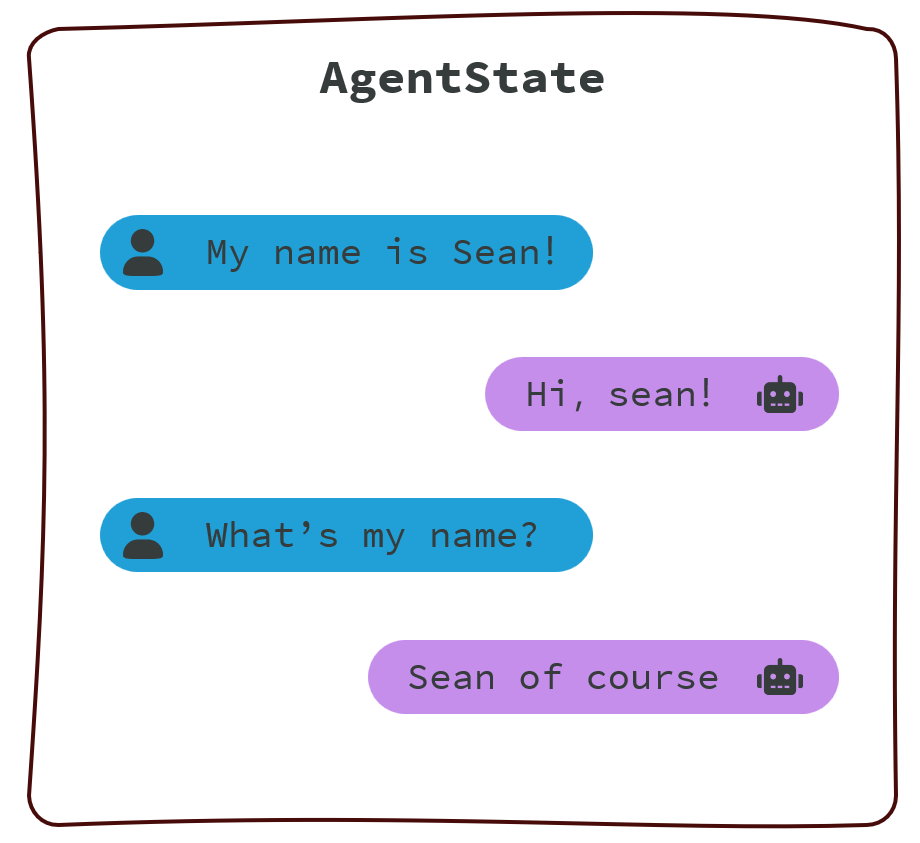 AgentState
My name is Sean!
Hi, sean!
What’s my name?
Sean of course